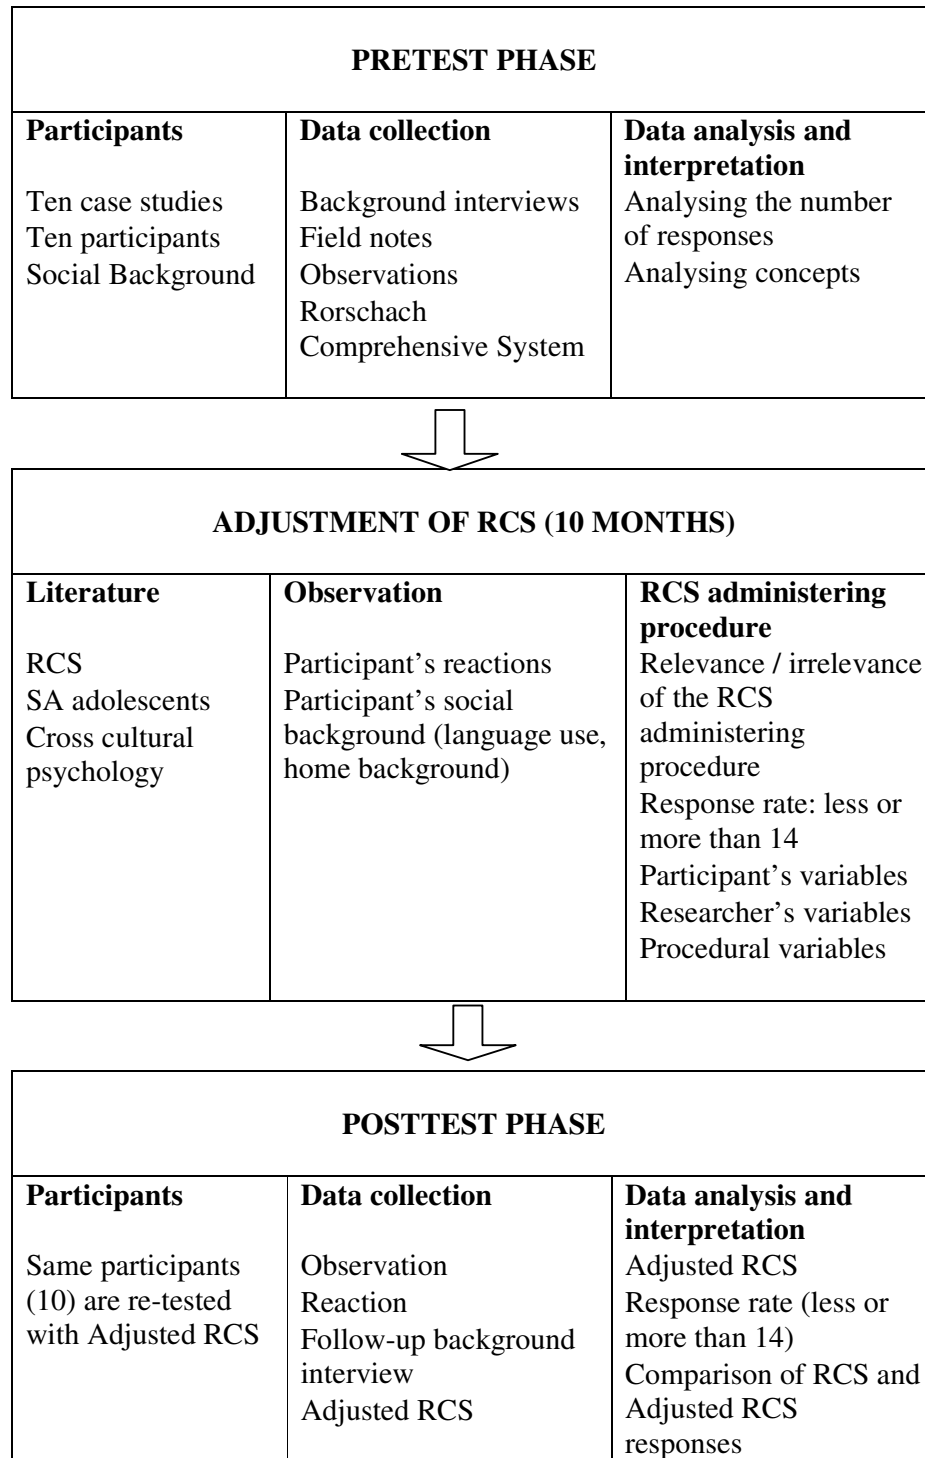 PRETEST PHASE
Participants
Ten case studies
Ten participants
Social Background
Data collection
Background interviews
Field notes
Observations
Rorschach
Comprehensive System
Data analysis and
interpretation
Analysing the number
of responses
Analysing concepts
ADJUSTMENT OF RCS (10 MONTHS)
Literature
RCS
SA adolescents
Cross cultural
psychology
Observation
Participant’s reactions
Participant’s social
background (language use,
home background)
RCS administering
procedure
Relevance / irrelevance
of the RCS
administering
procedure
Response rate: less or
more than 14
Participant’s variables
Researcher’s variables
Procedural variables
POSTTEST PHASE
Participants
Same participants
(10) are re-tested
with Adjusted RCS
Data collection
Observation
Reaction
Follow-up background
interview
Adjusted RCS
Data analysis and
interpretation
Adjusted RCS
Response rate (less or
more than 14)
Comparison of RCS and
Adjusted RCS
responses